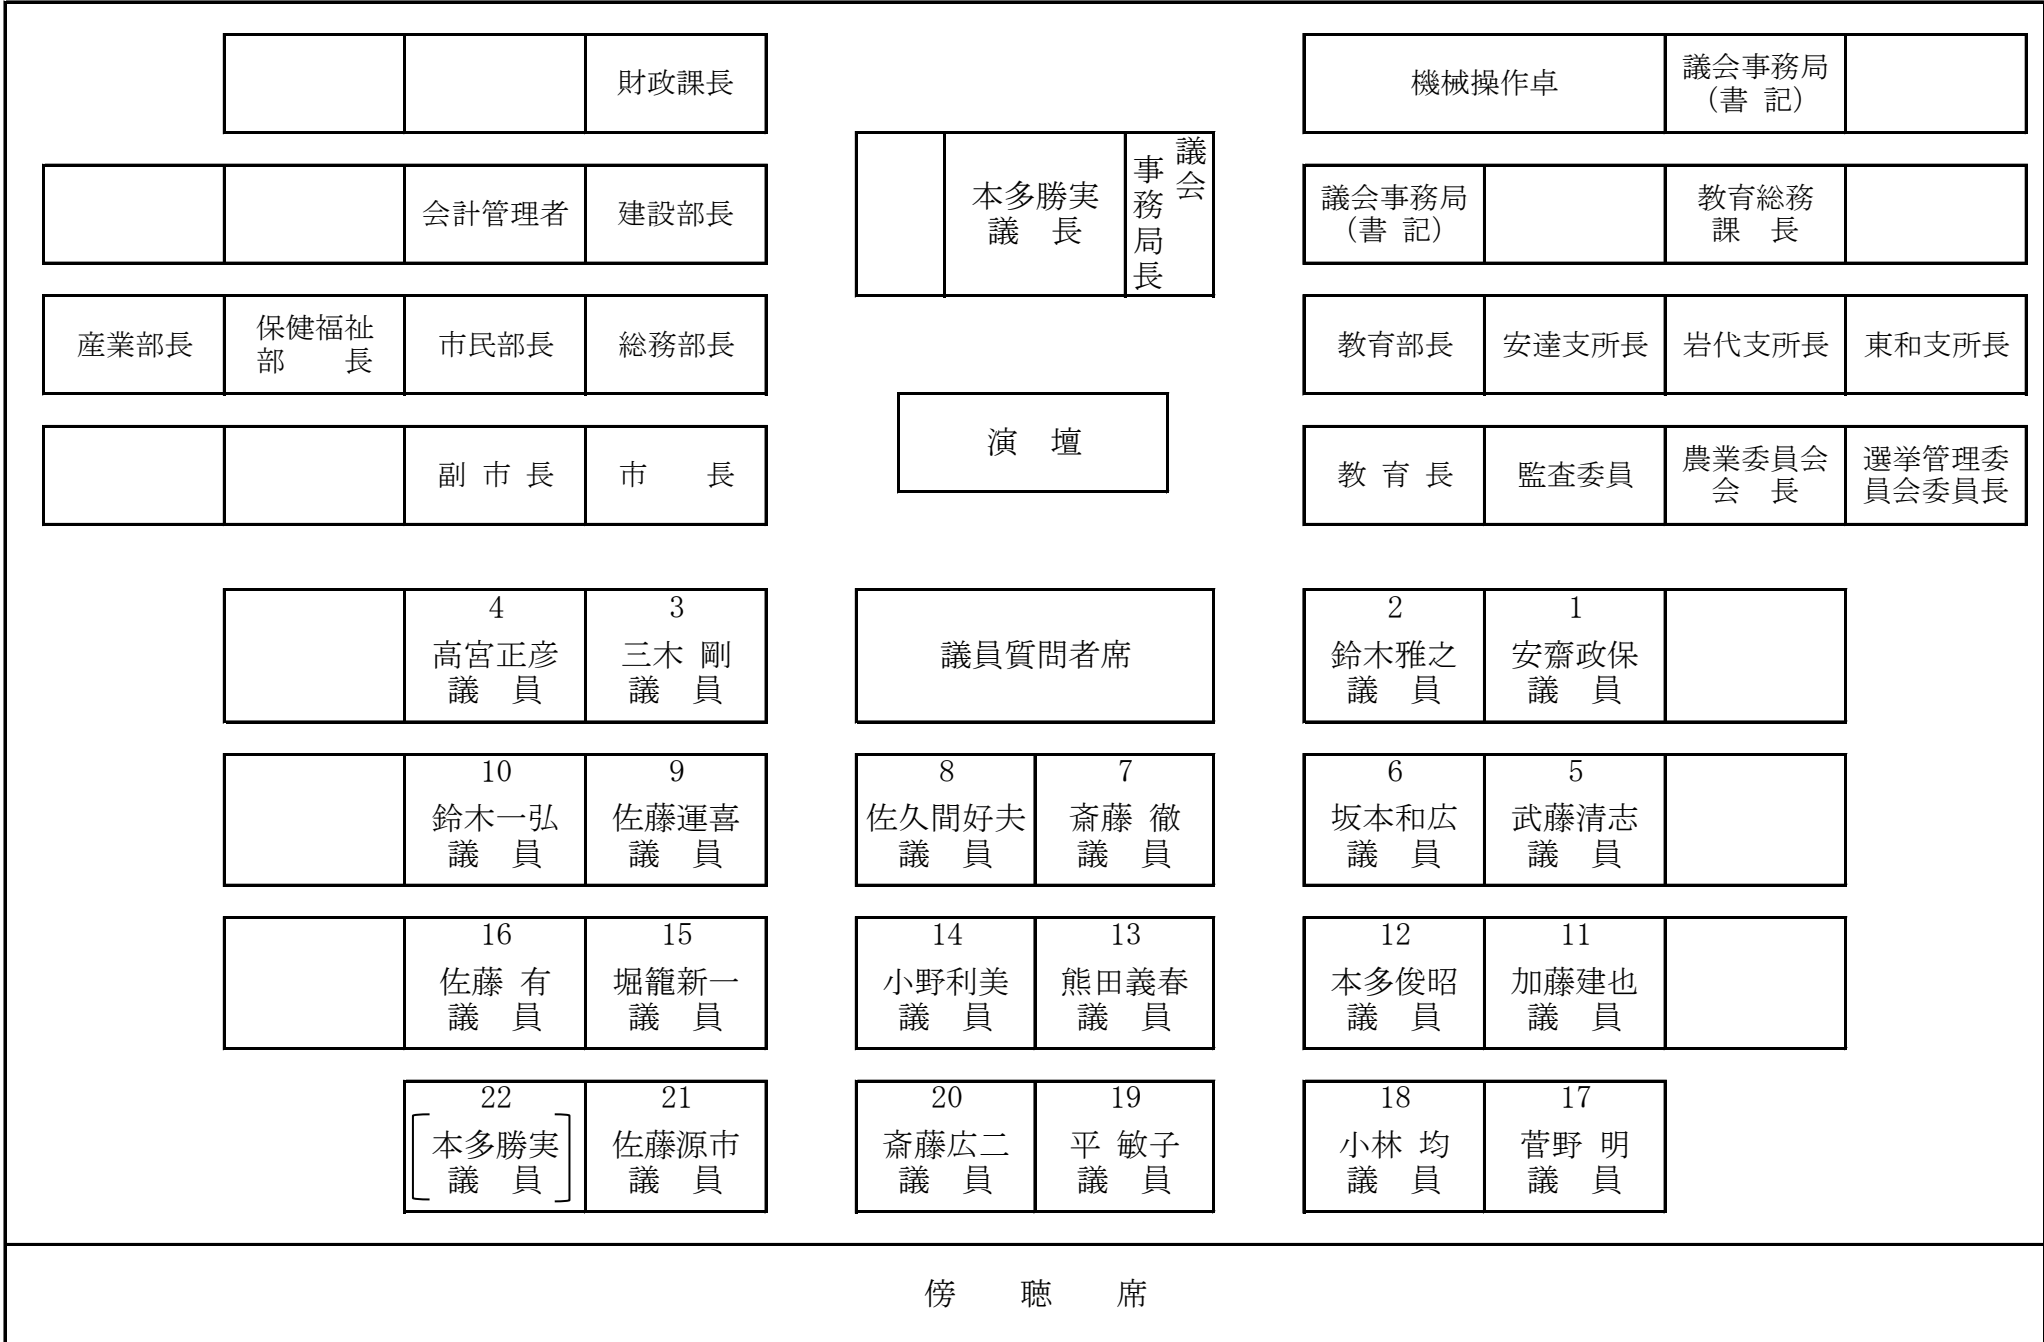 財政課長
機械操作卓
議会事務局
（書 記）
議会
事務局長
本多勝実
議 長
会計管理者
建設部長
議会事務局
（書 記）
教育総務
課 長
産業部長
保健福祉
部 長
市民部長
総務部長
教育部長
安達支所長
岩代支所長
東和支所長
演 壇
副 市 長
市 長
教 育 長
監査委員
農業委員会
会 長
選挙管理委
員会委員長
4
高宮正彦
議 員
3
三木 剛
議 員
議員質問者席
2
鈴木雅之
議 員
1
安齋政保
議 員
10
鈴木一弘
議 員
9
佐藤運喜
議 員
8
佐久間好夫
議 員
7
斎藤 徹
議 員
6
坂本和広
議 員
5
武藤清志
議 員
16
佐藤 有
議 員
15
堀籠新一
議 員
14
小野利美
議 員
13
熊田義春
議 員
12
本多俊昭
議 員
11
加藤建也
議 員
22
本多勝実
議 員
21
佐藤源市
議 員
20
斎藤広二
議 員
19
平 敏子
議 員
18
小林 均
議 員
17
菅野 明
議 員
傍 聴 席